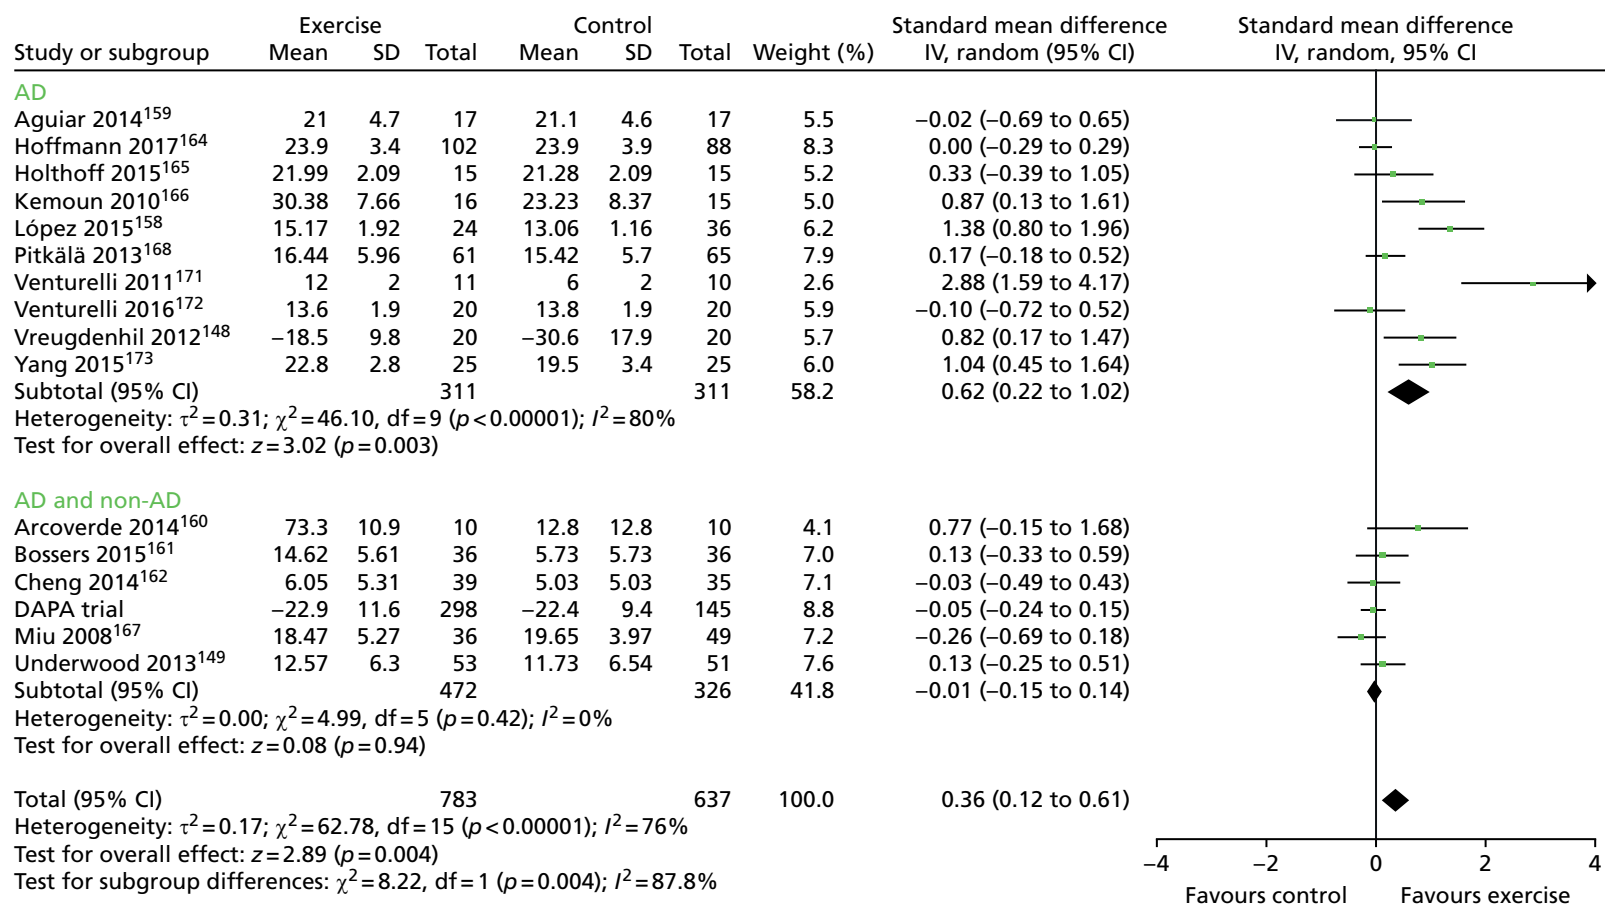 Exercise Control Standard mean difference Standard mean difference
Study or subgroup Mean SD Total Mean SD Total Weight (%) IV, random (95% CI) IV, random, 95% CI
AD
Aguiar 2014¹⁵⁹ 21 4.7 17 21.1 4.6 17 5.5 −0.02 (−0.69 to 0.65)
Hoffmann 2017¹⁶⁴ 23.9 3.4 102 23.9 3.9 88 8.3 0.00 (−0.29 to 0.29)
Holthoff 2015¹⁶⁵ 21.99 2.09 15 21.28 2.09 15 5.2 0.33 (−0.39 to 1.05)
Kemoun 2010¹⁶⁶ 30.38 7.66 16 23.23 8.37 15 5.0 0.87 (0.13 to 1.61)
López 2015¹⁵⁸ 15.17 1.92 24 13.06 1.16 36 6.2 1.38 (0.80 to 1.96)
Pitkälä 2013¹⁶⁸ 16.44 5.96 61 15.42 5.7 65 7.9 0.17 (−0.18 to 0.52)
Venturelli 2011¹⁷¹ 12 2 11 6 2 10 2.6 2.88 (1.59 to 4.17)
Venturelli 2016¹⁷² 13.6 1.9 20 13.8 1.9 20 5.9 −0.10 (−0.72 to 0.52)
Vreugdenhil 2012¹⁴⁸ −18.5 9.8 20 −30.6 17.9 20 5.7 0.82 (0.17 to 1.47)
Yang 2015¹⁷³ 22.8 2.8 25 19.5 3.4 25 6.0 1.04 (0.45 to 1.64)
Subtotal (95% CI) 311 311 58.2 0.62 (0.22 to 1.02)
Heterogeneity: τ²=0.31; χ²=46.10, df=9 (p<0.00001); I²=80%
Test for overall effect: z=3.02 (p=0.003)
AD and non-AD
Arcoverde 2014¹⁶⁰ 73.3 10.9 10 12.8 12.8 10 4.1 0.77 (−0.15 to 1.68)
Bossers 2015¹⁶¹ 14.62 5.61 36 5.73 5.73 36 7.0 0.13 (−0.33 to 0.59)
Cheng 2014¹⁶² 6.05 5.31 39 5.03 5.03 35 7.1 −0.03 (−0.49 to 0.43)
DAPA trial −22.9 11.6 298 −22.4 9.4 145 8.8 −0.05 (−0.24 to 0.15)
Miu 2008¹⁶⁷ 18.47 5.27 36 19.65 3.97 49 7.2 −0.26 (−0.69 to 0.18)
Underwood 2013¹⁴⁹ 12.57 6.3 53 11.73 6.54 51 7.6 0.13 (−0.25 to 0.51)
Subtotal (95% CI) 472 326 41.8 −0.01 (−0.15 to 0.14)
Heterogeneity: τ²=0.00; χ²=4.99, df=5 (p=0.42); I²=0%
Test for overall effect: z=0.08 (p=0.94)
Total (95% CI) 783 637 100.0 0.36 (0.12 to 0.61)
Heterogeneity: τ²=0.17; χ²=62.78, df=15 (p<0.00001); I²=76%
Test for overall effect: z=2.89 (p=0.004)
Test for subgroup differences: χ²=8.22, df=1 (p=0.004); I²=87.8%
−4 −2 0 2 4
Favours control Favours exercise